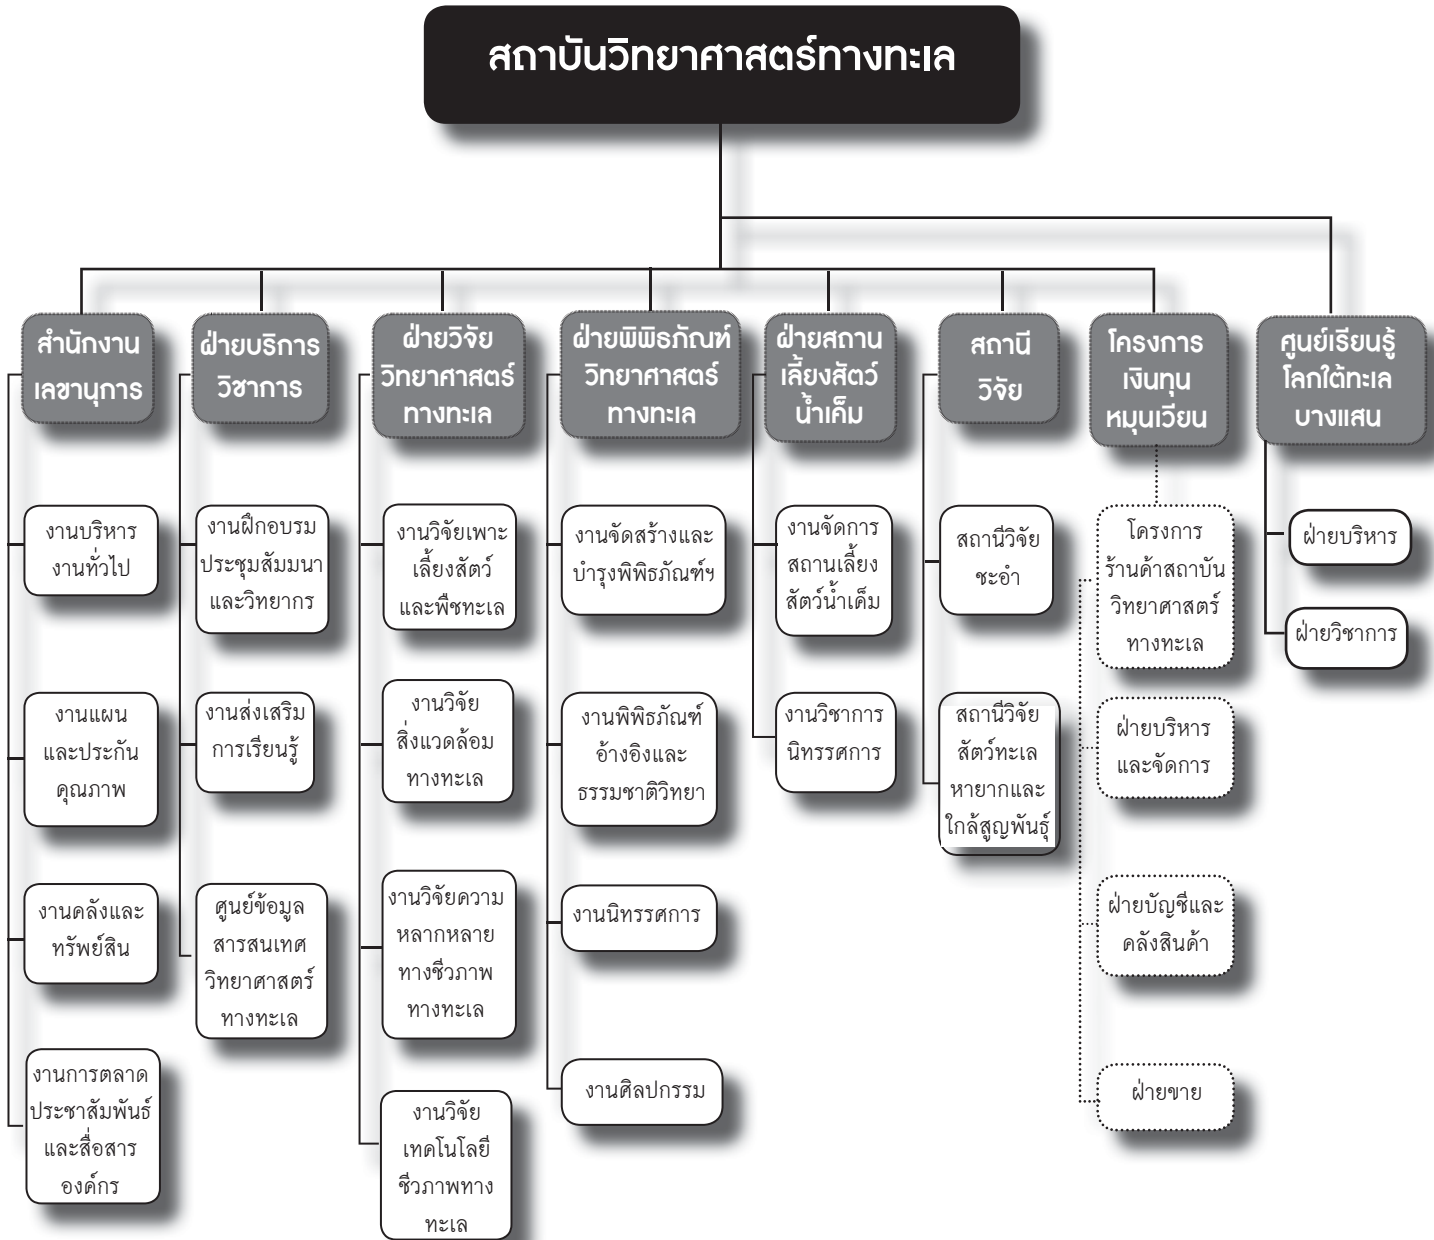 สถาบันวิทยาศาสตร์ทางทะเล
สำนักงาน
เลขานุการ
งานบริหาร
งานทั่วไป
งานแผน
และประกัน
คุณภาพ
งานคลังและ
ทรัพย์สิน
งานการตลาด
ประชาสัมพันธ์
และสื่อสาร
องค์กร
ฝ่ายบริการ
วิชาการ
งานฝึกอบรม
ประชุมสัมมนา
และวิทยากร
งานส่งเสริม
การเรียนรู้
ศูนย์ข้อมูล
สารสนเทศ
วิทยาศาสตร์
ทางทะเล
ฝ่ายวิจัย
วิทยาศาสตร์
ทางทะเล
งานวิจัยเพาะ
เลี้ยงสัตว์
และพืชทะเล
งานวิจัย
สิ่งแวดล้อม
ทางทะเล
งานวิจัยความ
หลากหลาย
ทางชีวภาพ
ทางทะเล
งานวิจัย
เทคโนโลยี
ชีวภาพทาง
ทะเล
ฝ่ายพิพิธภัณฑ์
วิทยาศาสตร์
ทางทะเล
งานจัดสร้างและ
บำรุงพิพิธภัณฑ์ฯ
งานพิพิธภัณฑ์
อ้างอิงและ
ธรรมชาติวิทยา
งานนิทรรศการ
งานศิลปกรรม
ฝ่ายสถาน
เลี้ยงสัตว์
น้ำเค็ม
งานจัดการ
สถานเลี้ยง
สัตว์น้ำเค็ม
งานวิชาการ
นิทรรศการ
สถานี
วิจัย
สถานีวิจัย
ชะอำ
สถานีวิจัย
สัตว์ทะเล
หายากและ
ใกล้สูญพันธุ์
โครงการ
เงินทุน
หมุนเวียน
โครงการ
ร้านค้าสถาบัน
วิทยาศาสตร์
ทางทะเล
ฝ่ายบริหาร
และจัดการ
ฝ่ายบัญชีและ
คลังสินค้า
ฝ่ายขาย
ศูนย์เรียนรู้
โลกใต้ทะเล
บางแสน
ฝ่ายบริหาร
ฝ่ายวิชาการ